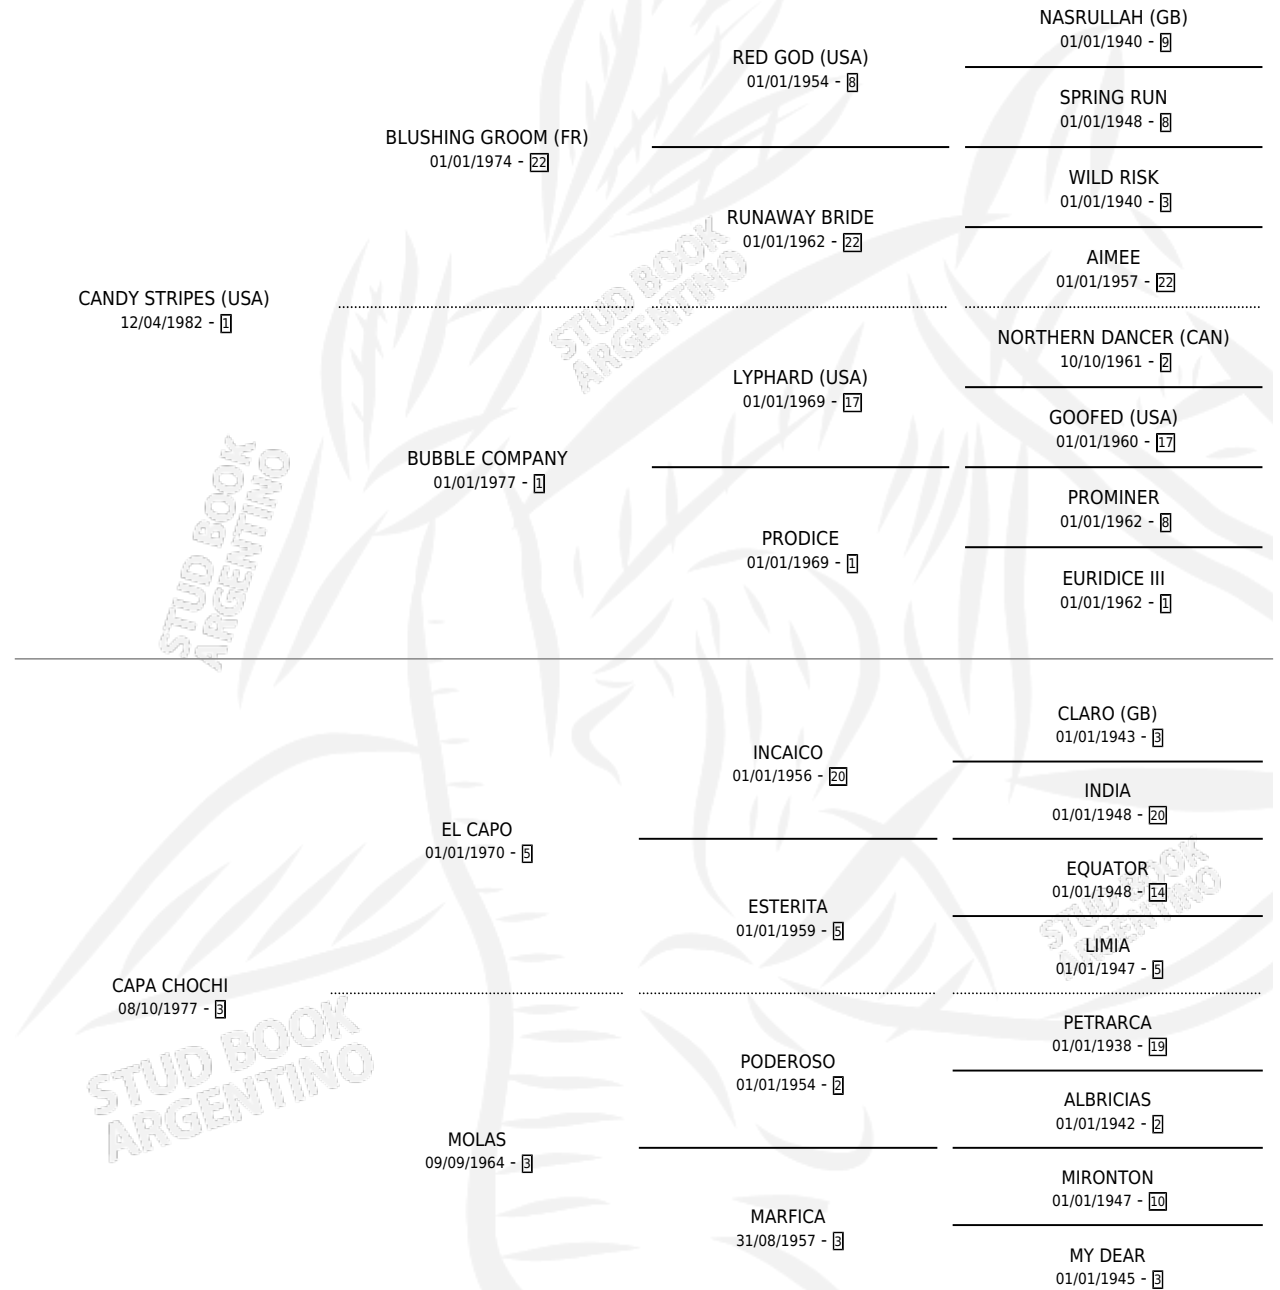 NASRULLAH (GB)
01/01/1940 - 9
RED GOD (USA)
01/01/1954 - 8
SPRING RUN
01/01/1948 - 8
BLUSHING GROOM (FR)
01/01/1974 - 22
WILD RISK
01/01/1940 - 3
RUNAWAY BRIDE
01/01/1962 - 22
AIMEE
01/01/1957 - 22
CANDY STRIPES (USA)
12/04/1982 - 1
NORTHERN DANCER (CAN)
10/10/1961 - 2
LYPHARD (USA)
01/01/1969 - 17
GOOFED (USA)
01/01/1960 - 17
BUBBLE COMPANY
01/01/1977 - 1
PROMINER
01/01/1962 - 8
PRODICE
01/01/1969 - 1
EURIDICE III
01/01/1962 - 1
CLARO (GB)
01/01/1943 - 3
INCAICO
01/01/1956 - 20
INDIA
01/01/1948 - 20
EL CAPO
01/01/1970 - 5
EQUATOR
01/01/1948 - 14
ESTERITA
01/01/1959 - 5
LIMIA
01/01/1947 - 5
CAPA CHOCHI
08/10/1977 - 3
PETRARCA
01/01/1938 - 19
PODEROSO
01/01/1954 - 2
ALBRICIAS
01/01/1942 - 2
MOLAS
09/09/1964 - 3
MIRONTON
01/01/1947 - 10
MARFICA
31/08/1957 - 3
MY DEAR
01/01/1945 - 3
STUD BOOK
ARGENTINO
STUD BOOK
ARGENTINO
STUD BOOK
ARGENTINO
STUD BOOK
ARGENTINO